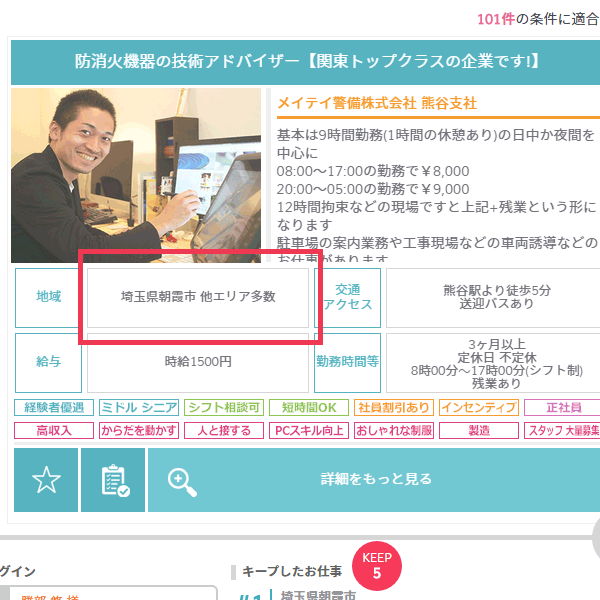 101件の条件に適合
防消火機器の技術アドバイザー【関東トップクラスの企業です!】
メイテイ警備株式会社 熊谷支社
基本は9時間勤務(1時間の休憩あり)の日中か夜間を
中心に
08:00～17:00の勤務で￥8,000
20:00～05:00の勤務で￥9,000
12時間拘束などの現場ですと上記+残業という形に
なります
駐車場の案内業務や工事現場などの車両誘導などの
お仕事があります
地域
埼玉県朝霞市 他エリア多数
交通
アクセス
熊谷駅より徒歩5分
送迎バスあり
給与
時給1500円
勤務時間等
3ヶ月以上
定休日 不定休
8時00分～17時00分(シフト制)
残業あり
経験者優遇 ミドル シニア シフト相談可 短時間OK 社員割引あり インセンティブ 正社員
高収入 からだを動かす 人と接する PCスキル向上 おしゃれな制服 製造 スタッフ 大量募集
詳細をもっと見る
グイン
キープしたお仕事
KEEP
5
埼玉県朝霞市